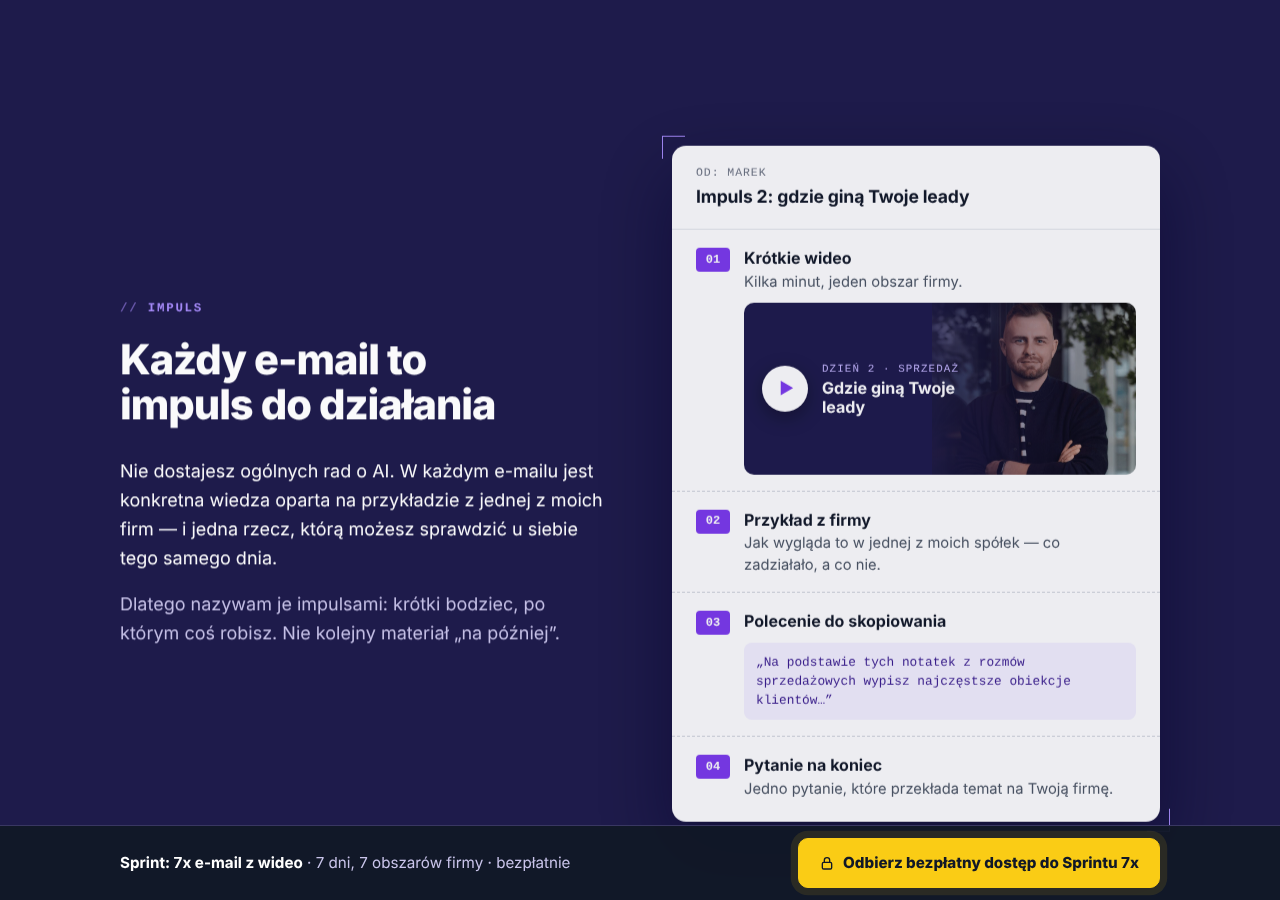 // IMPULS
Każdy e-mail to
impuls do działania
Nie dostajesz ogólnych rad o AI. W każdym e-mailu jest
konkretna wiedza oparta na przykładzie z jednej z moich
firm — i jedna rzecz, którą możesz sprawdzić u siebie
tego samego dnia.
Dlatego nazywam je impulsami: krótki bodziec, po
którym coś robisz. Nie kolejny materiał „na później”.
OD: MAREK
Impuls 2: gdzie giną Twoje leady
01
Krótkie wideo
Kilka minut, jeden obszar firmy.
DZIEŃ 2 · SPRZEDAŻ
Gdzie giną Twoje
leady
02
Przykład z firmy
Jak wygląda to w jednej z moich spółek — co
zadziałało, a co nie.
03
Polecenie do skopiowania
„Na podstawie tych notatek z rozmów
sprzedażowych wypisz najczęstsze obiekcje
klientów…”
04
Pytanie na koniec
Jedno pytanie, które przekłada temat na Twoją firmę.
Sprint: 7x e-mail z wideo · 7 dni, 7 obszarów firmy · bezpłatnie
Odbierz bezpłatny dostęp do Sprintu 7x